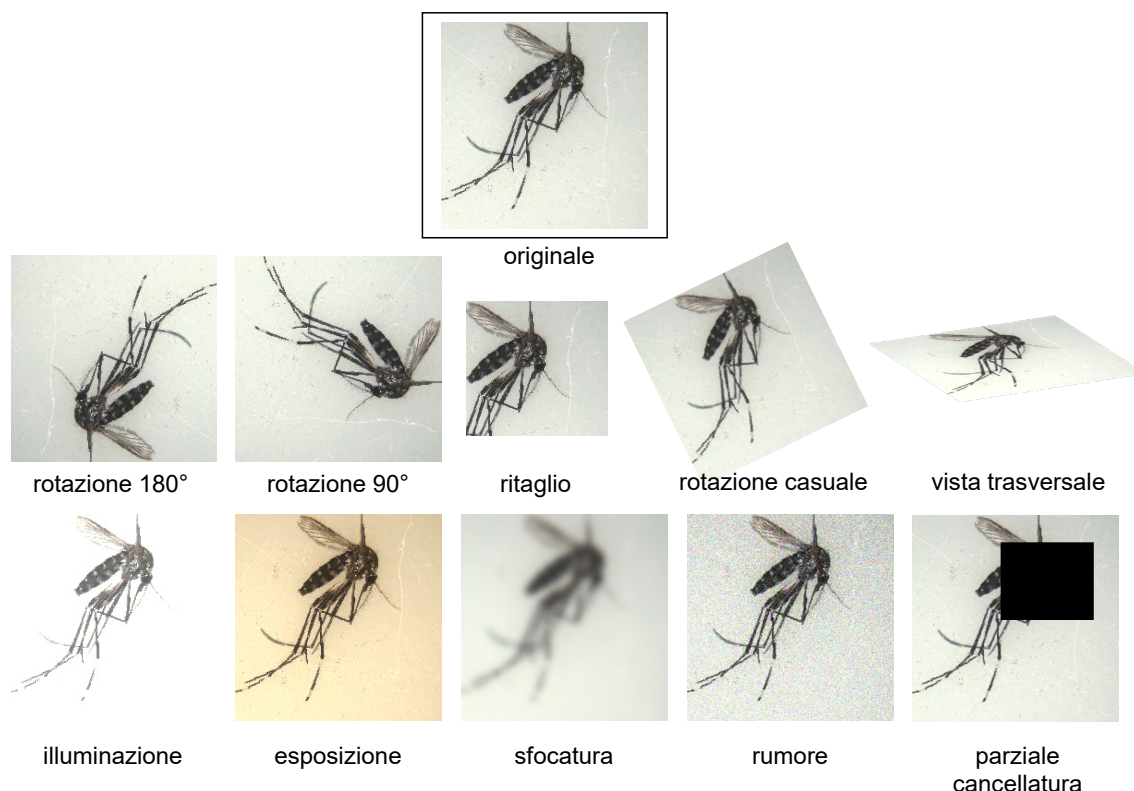 originale
rotazione 180°
rotazione 90°
ritaglio
rotazione casuale
vista trasversale
illuminazione
esposizione
sfocatura
rumore
parziale
cancellatura